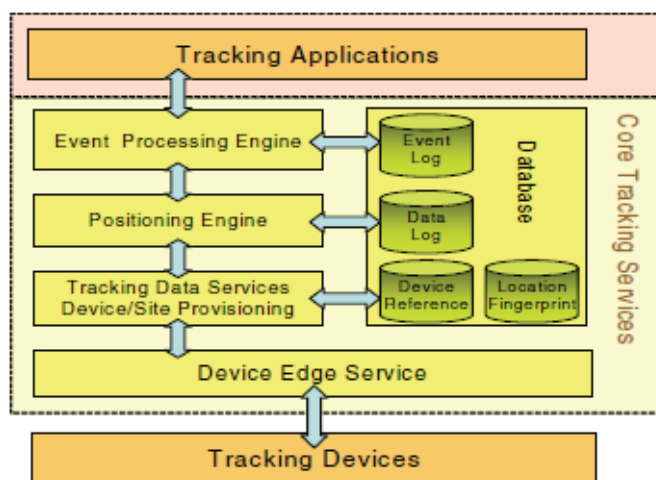 Tracking Applications
Event Processing Engine
Event
Log
Database
Core Tracking Services
Positioning Engine
Data
Log
Tracking Data Services
Device/Site Provisioning
Device
Reference
Location
Fingerprint
Device Edge Service
Tracking Devices